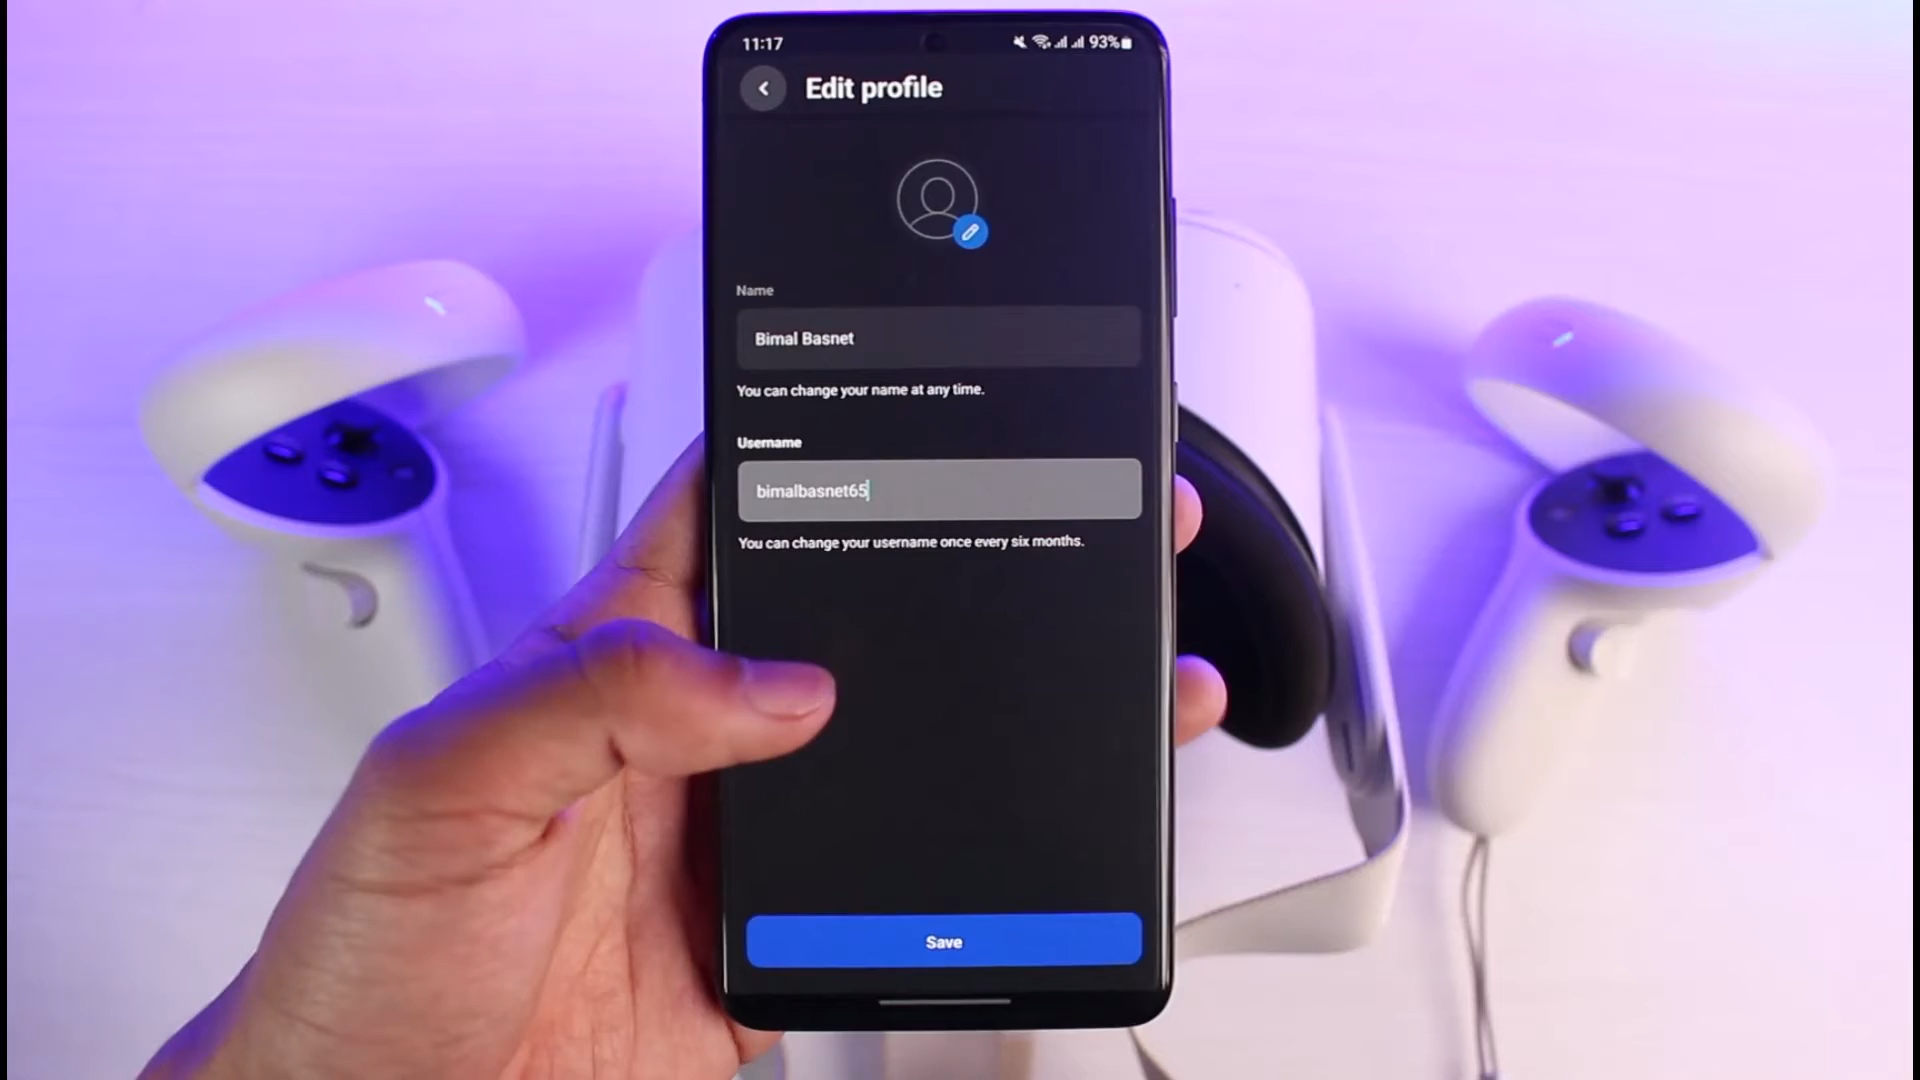 11:17 93%
Edit profile
Name
Bimal Basnet
You can change your name at any time.
Username
bimalbasnet65
You can change your username once every six months.
Save